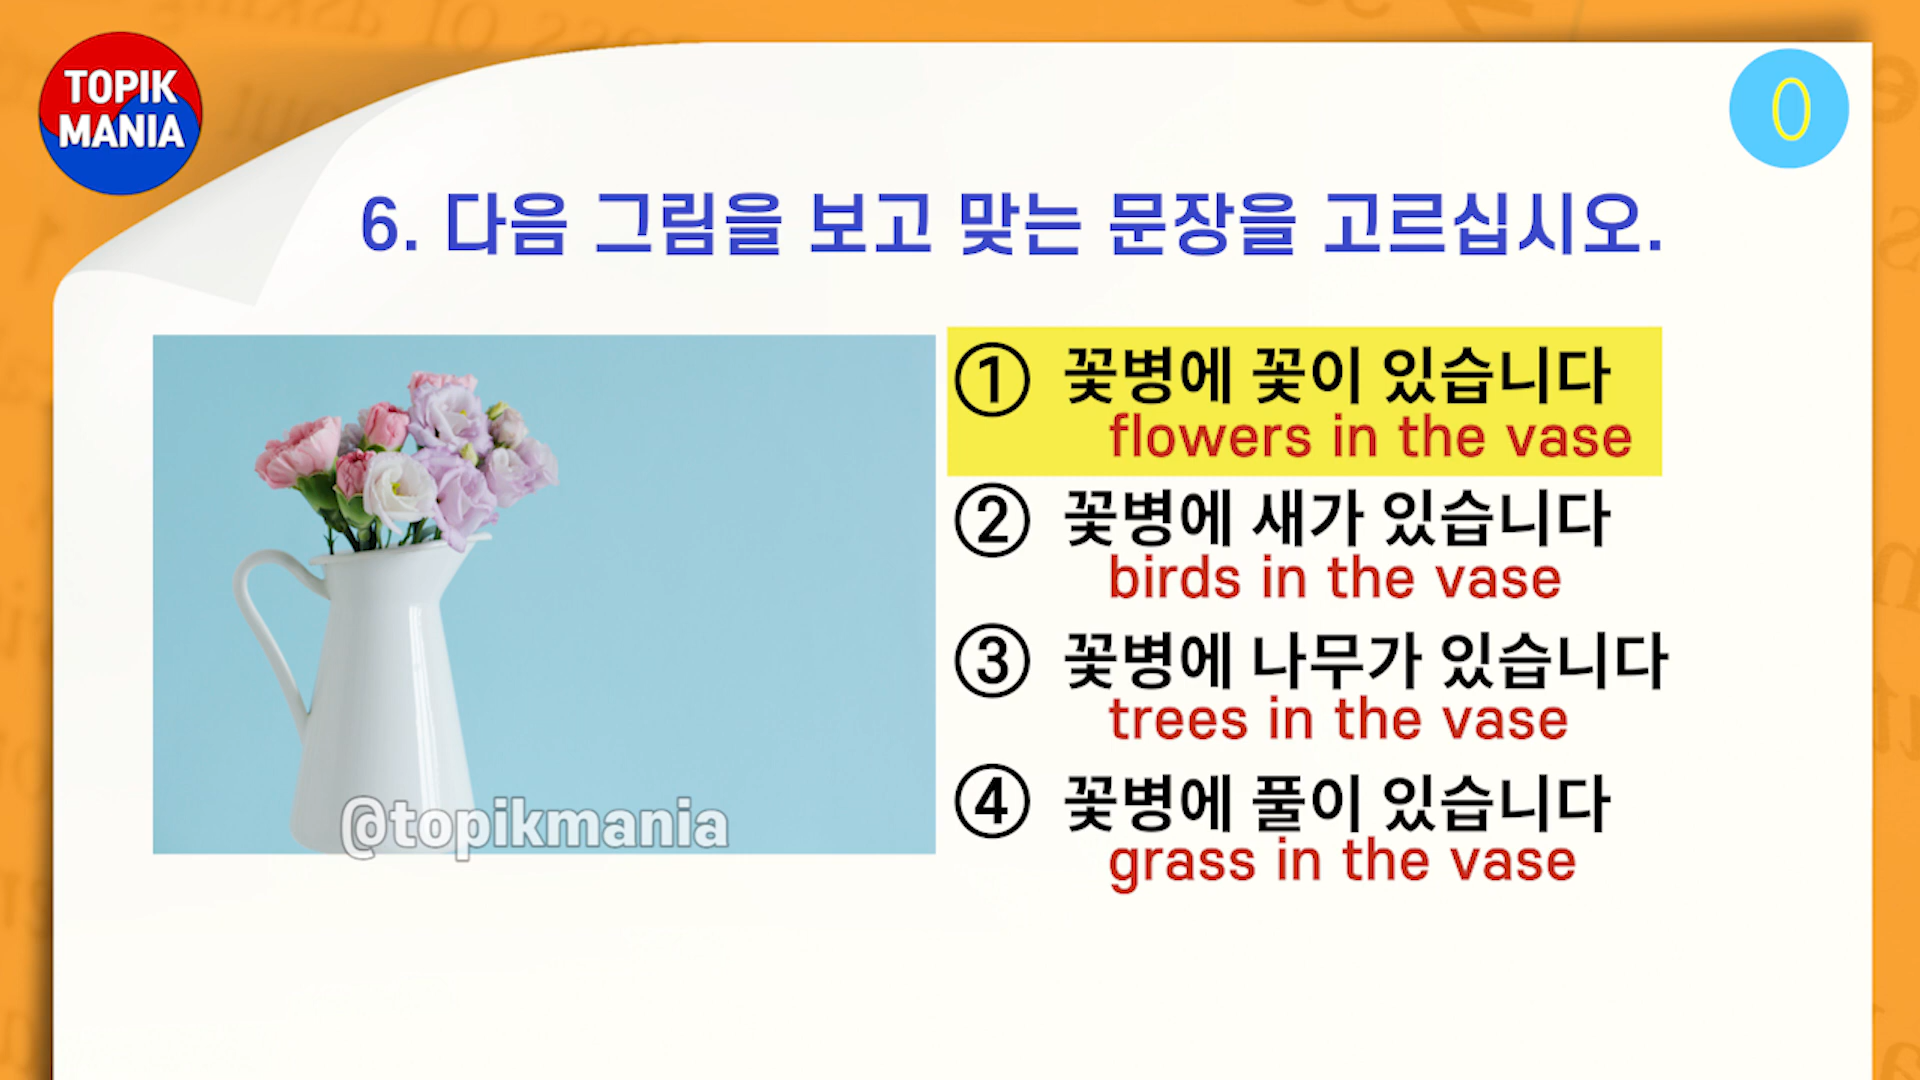 TOPIK
MANIA
0
6. 다음 그림을 보고 맞는 문장을 고르십시오.
① 꽃병에 꽃이 있습니다
flowers in the vase
② 꽃병에 새가 있습니다
birds in the vase
③ 꽃병에 나무가 있습니다
trees in the vase
④ 꽃병에 풀이 있습니다
grass in the vase
@topikmania